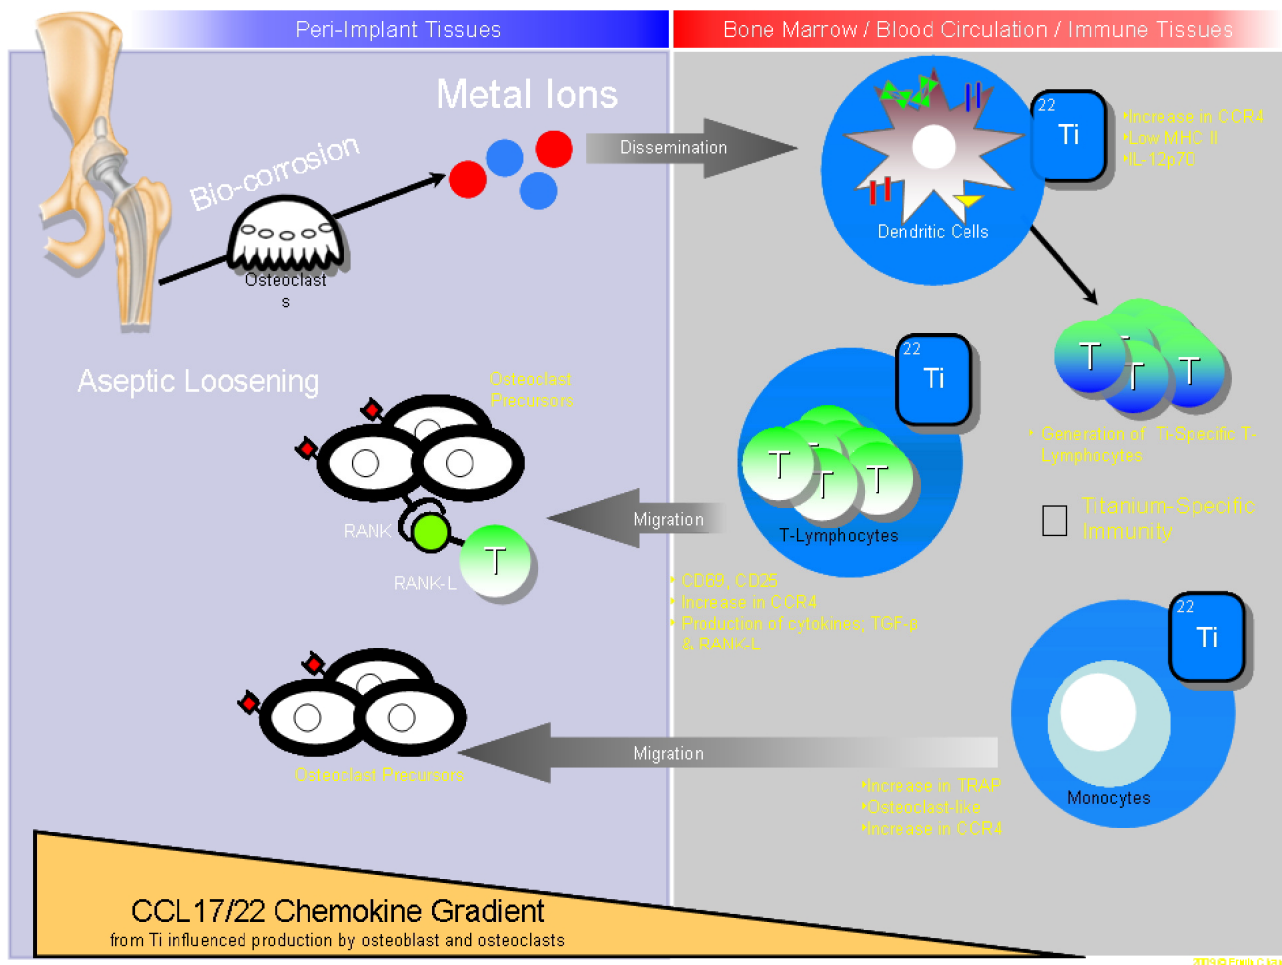 Peri-Implant Tissues
Bone Marrow / Blood Circulation / Immune Tissues
Metal Ions
Bio-corrosion
Osteoclast
s
Dissemination
Dendritic Cells
22
Ti
‣Increase in CCR4
‣Low MHC II
‣IL-12p70
T
T
T
‣ Generation of Ti-Specific T-
Lymphocytes
Titanium-Specific
Immunity
Aseptic Loosening
Osteoclast
Precursors
RANK
RANK-L
T
Migration
22
Ti
T
T
T
T-Lymphocytes
‣ CD69, CD25
‣ Increase in CCR4
‣ Production of cytokines; TGF-β
& RANK-L
Osteoclast Precursors
Migration
22
Ti
Monocytes
‣Increase in TRAP
‣Osteoclast-like
‣Increase in CCR4
CCL17/22 Chemokine Gradient
from Ti influenced production by osteoblast and osteoclasts
2009 ©